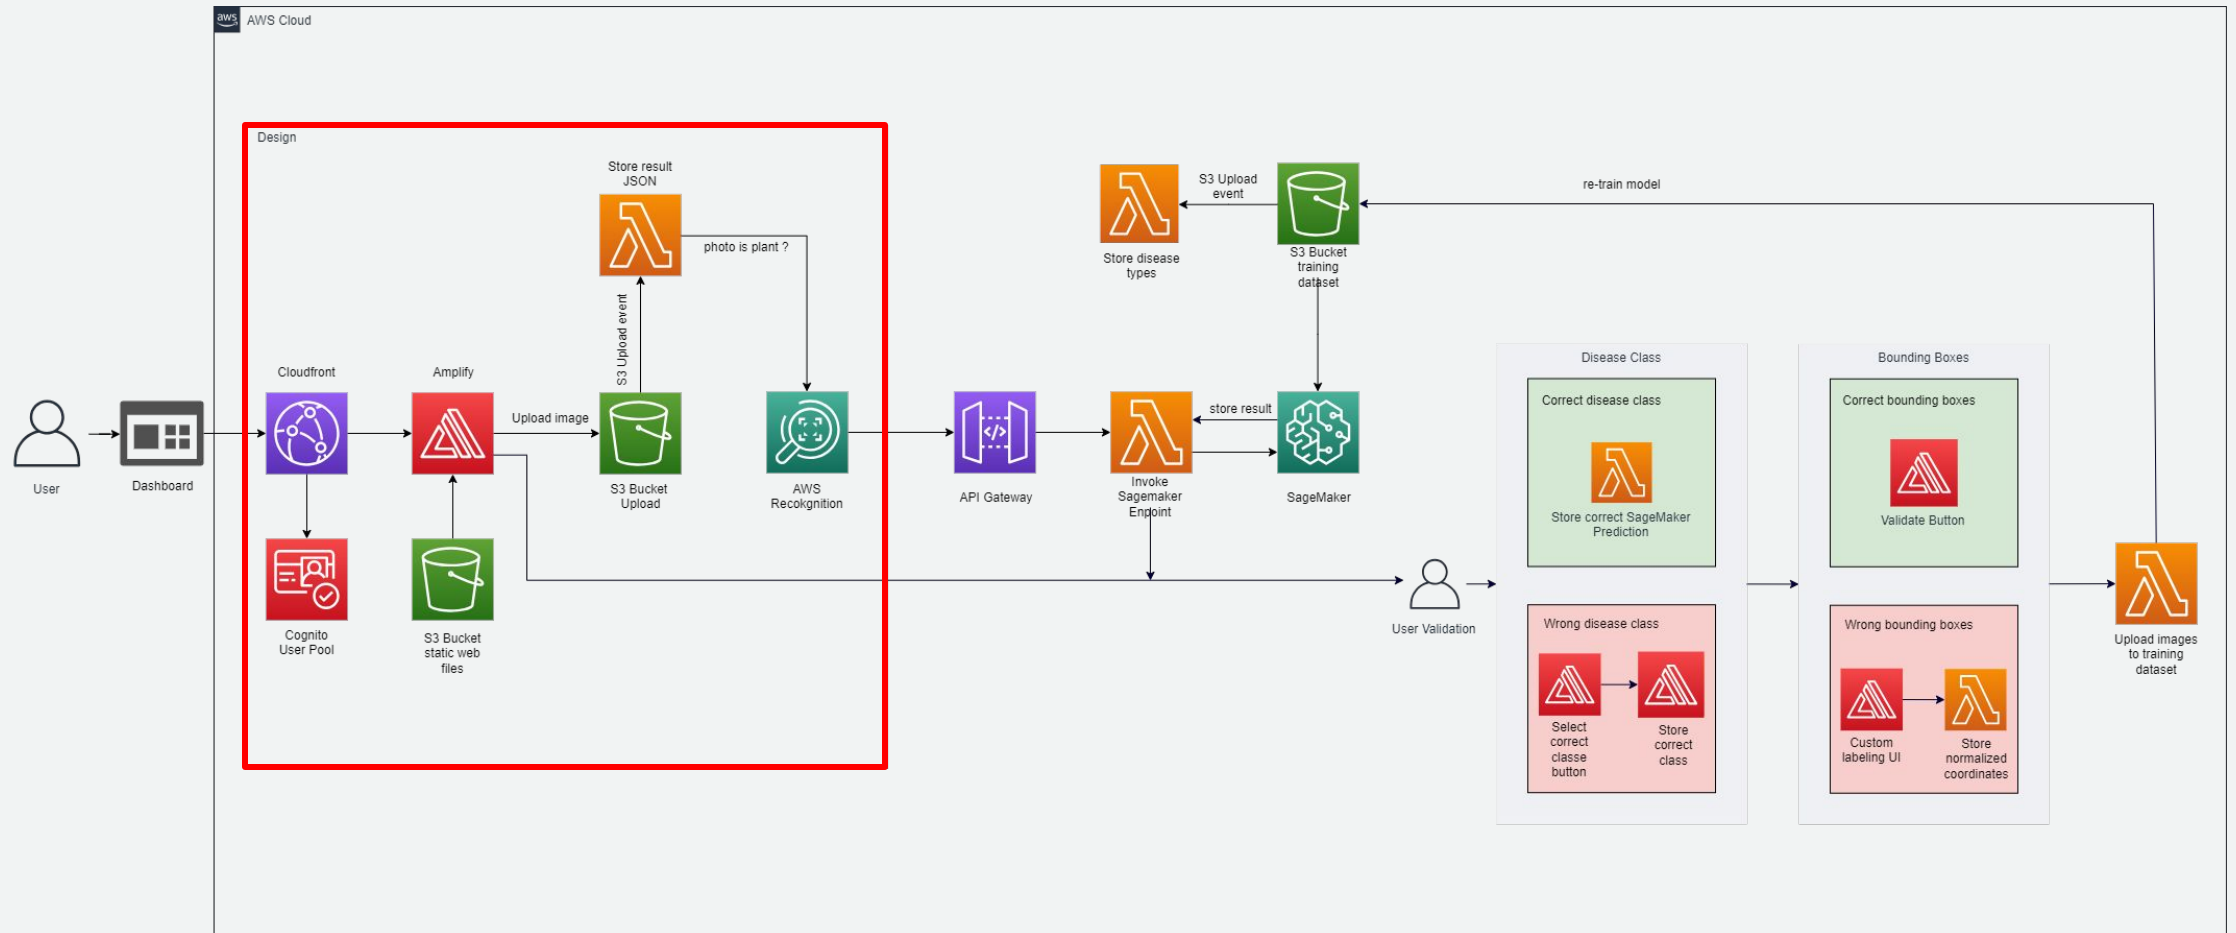 aws
AWS Cloud
Design
Store result
JSON
photo is plant ?
S3 Upload event
Cloudfront
Amplify
Upload image
User
Dashboard
S3 Bucket
Upload
AWS
Recokgnition
Cognito
User Pool
S3 Bucket
static web
files
S3 Upload
event
Store disease
types
S3 Bucket
training
dataset
re-train model
store result
API Gateway
Invoke
Sagemaker
Enpoint
SageMaker
User Validation
Disease Class
Correct disease class
Store correct SageMaker
Prediction
Wrong disease class
Select
correct
classe
button
Store
correct
class
Bounding Boxes
Correct bounding boxes
Validate Button
Wrong bounding boxes
Custom
labeling UI
Store
normalized
coordinates
Upload images
to training
dataset